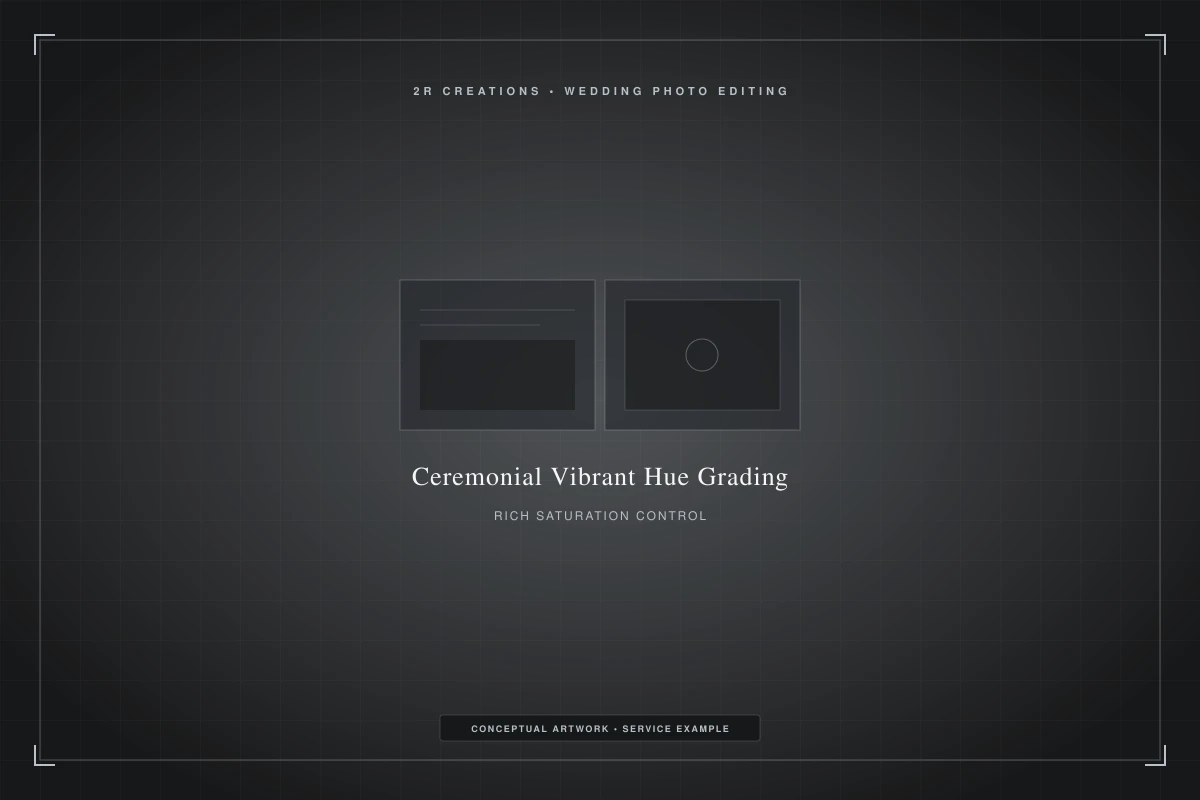 2R CREATIONS • WEDDING PHOTO EDITING
Ceremonial Vibrant Hue Grading
RICH SATURATION CONTROL
CONCEPTUAL ARTWORK • SERVICE EXAMPLE